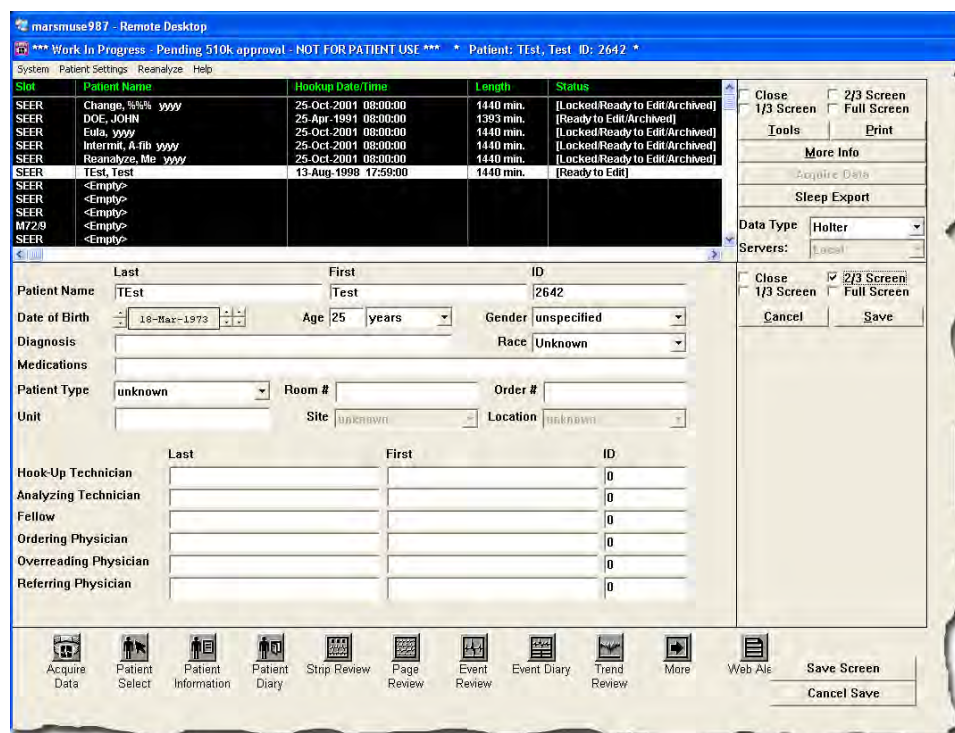 marsmuse987 - Remote Desktop
*** Work In Progress - Pending 510k approval - NOT FOR PATIENT USE *** * Patient: TEst, Test ID: 2642 *
System Patient Settings Reanalyze Help
Slot Patient Name Hookup Date/Time Length Status
SEER Change, %%% yyyy 25-Oct-2001 08:00:00 1440 min. [Locked/Ready to Edit/Archived]
SEER DOE, JOHN 25-Apr-1991 08:00:00 1393 min. [Ready to Edit/Archived]
SEER Eula, yyyy 25-Oct-2001 08:00:00 1440 min. [Locked/Ready to Edit/Archived]
SEER Intermit, A-fib yyyy 25-Oct-2001 08:00:00 1440 min. [Locked/Ready to Edit/Archived]
SEER Reanalyze, Me yyyy 25-Oct-2001 08:00:00 1440 min. [Locked/Ready to Edit/Archived]
SEER TEst, Test 13-Aug-1998 17:59:00 1440 min. [Ready to Edit]
SEER <Empty>
SEER <Empty>
SEER <Empty>
M72/9 <Empty>
SEER <Empty>
Close 2/3 Screen
1/3 Screen Full Screen
Tools Print
More Info
Acquire Data
Sleep Export
Data Type Holter
Servers: Local
Last First ID
Patient Name TEst Test 2642
Date of Birth 18-Mar-1973 Age 25 years Gender unspecified
Diagnosis Race Unknown
Medications
Patient Type unknown Room # Order #
Unit Site unknown Location unknown
Close 2/3 Screen
1/3 Screen Full Screen
Cancel Save
Last First ID
Hook-Up Technician 0
Analyzing Technician 0
Fellow 0
Ordering Physician 0
Overreading Physician 0
Referring Physician 0
Acquire Data
Patient Select
Patient Information
Patient Diary
Strip Review
Page Review
Event Review
Event Diary
Trend Review
More
Web Ale
Save Screen
Cancel Save